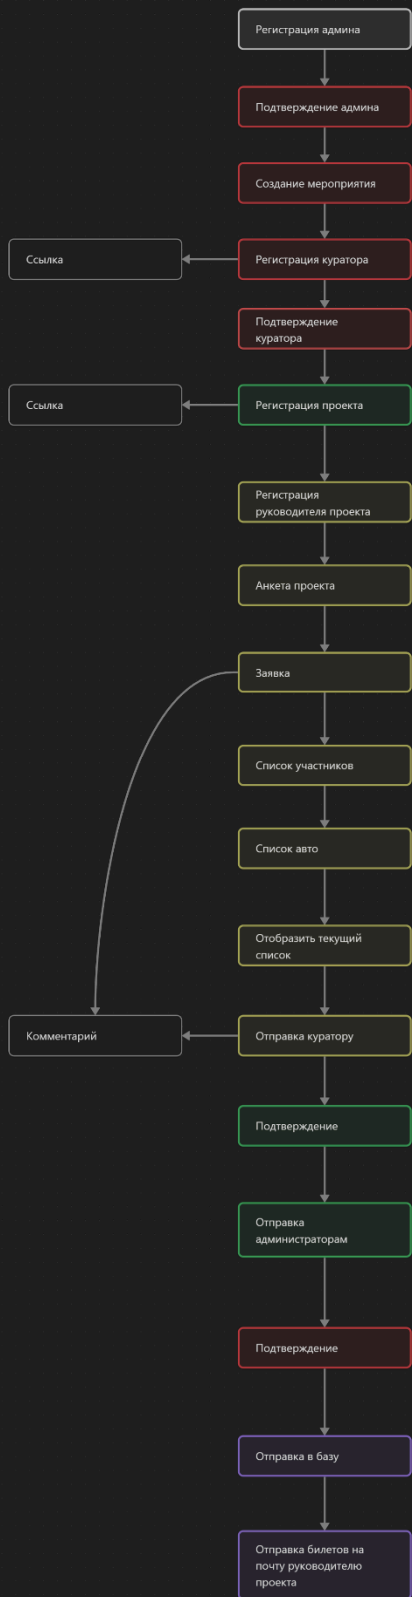 Регистрация админа
Подтверждение админа
Создание мероприятия
Ссылка
Регистрация куратора
Подтверждение
куратора
Ссылка
Регистрация проекта
Регистрация
руководителя проекта
Анкета проекта
Заявка
Список участников
Список авто
Отобразить текущий
список
Комментарий
Отправка куратору
Подтверждение
Отправка
администраторам
Подтверждение
Отправка в базу
Отправка билетов на
почту руководителю
проекта